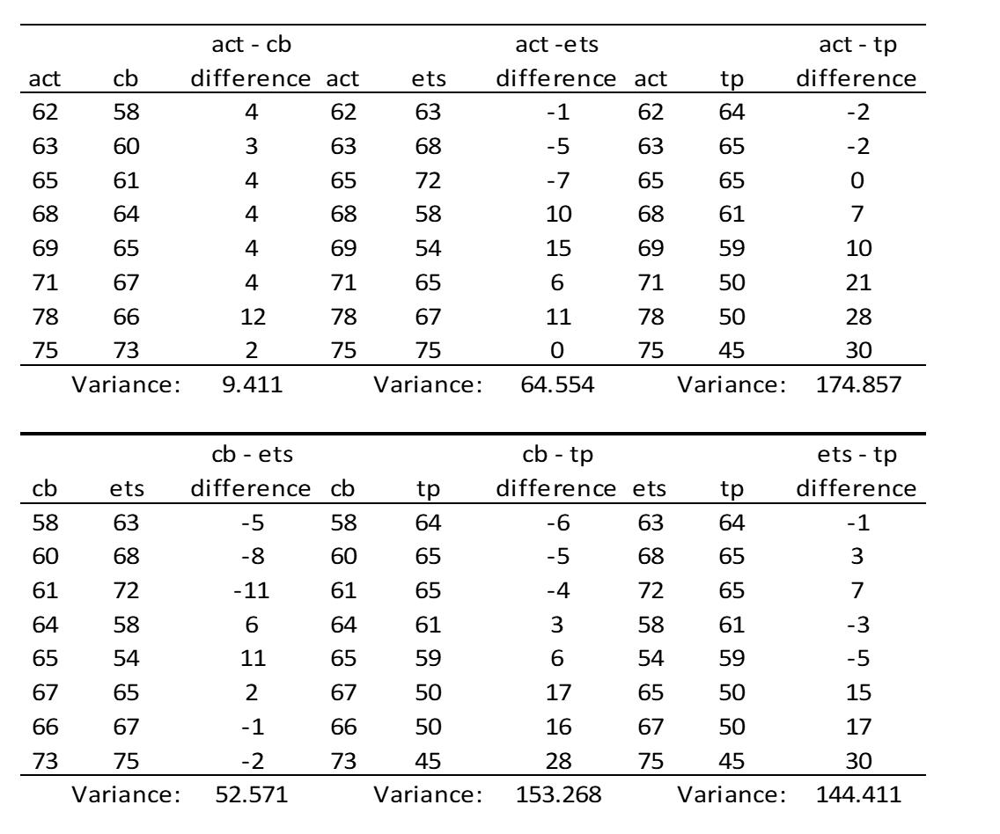 act - cb act -ets act - tp
act cb difference act ets difference act tp difference
62 58 4 62 63 -1 62 64 -2
63 60 3 63 68 -5 63 65 -2
65 61 4 65 72 -7 65 65 0
68 64 4 68 58 10 68 61 7
69 65 4 69 54 15 69 59 10
71 67 4 71 65 6 71 50 21
78 66 12 78 67 11 78 50 28
75 73 2 75 75 0 75 45 30
Variance: 9.411 Variance: 64.554 Variance: 174.857
cb - ets cb - tp ets - tp
cb ets difference cb tp difference ets tp difference
58 63 -5 58 64 -6 63 64 -1
60 68 -8 60 65 -5 68 65 3
61 72 -11 61 65 -4 72 65 7
64 58 6 64 61 3 58 61 -3
65 54 11 65 59 6 54 59 -5
67 65 2 67 50 17 65 50 15
66 67 -1 66 50 16 67 50 17
73 75 -2 73 45 28 75 45 30
Variance: 52.571 Variance: 153.268 Variance: 144.411